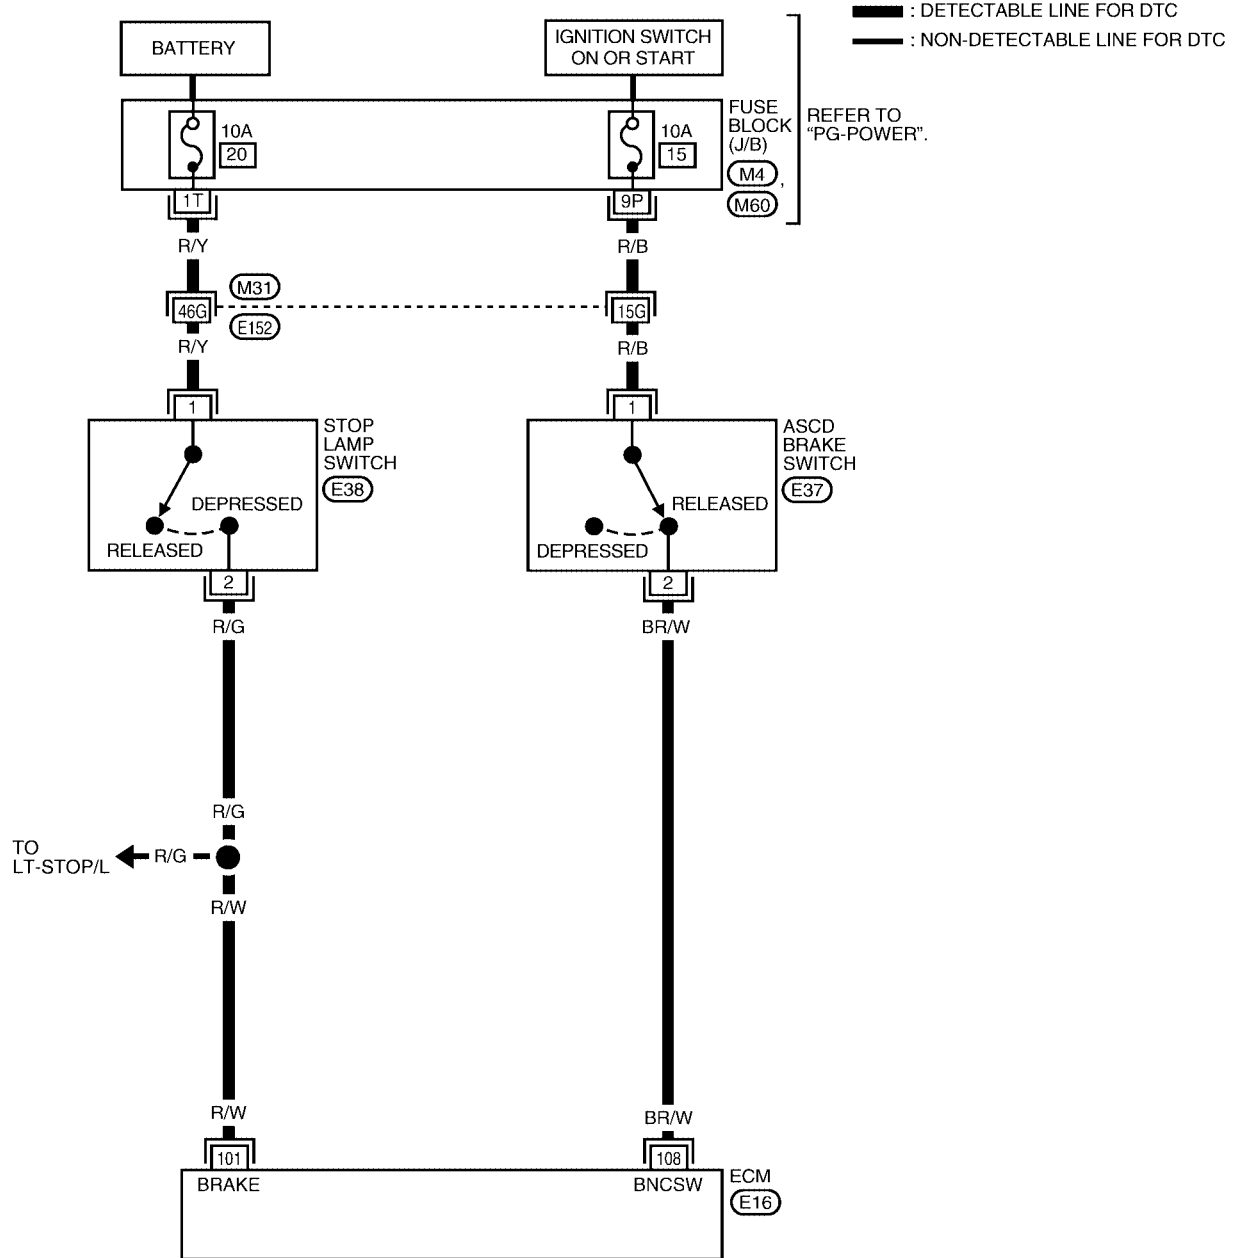 : DETECTABLE LINE FOR DTC
: NON-DETECTABLE LINE FOR DTC
BATTERY
IGNITION SWITCH
ON OR START
10A
20
10A
15
FUSE
BLOCK
(J/B)
M4 ,
M60
REFER TO
“PG-POWER”.
1T
9P
R/Y
R/B
M31
46G
15G
E152
R/Y
R/B
1
1
STOP
LAMP
SWITCH
E38
DEPRESSED
RELEASED
ASCD
BRAKE
SWITCH
E37
RELEASED
DEPRESSED
2
2
R/G
BR/W
R/G
TO
LT-STOP/L
R/G
R/W
R/W
BR/W
101
108
BRAKE
BNCSW
ECM
E16